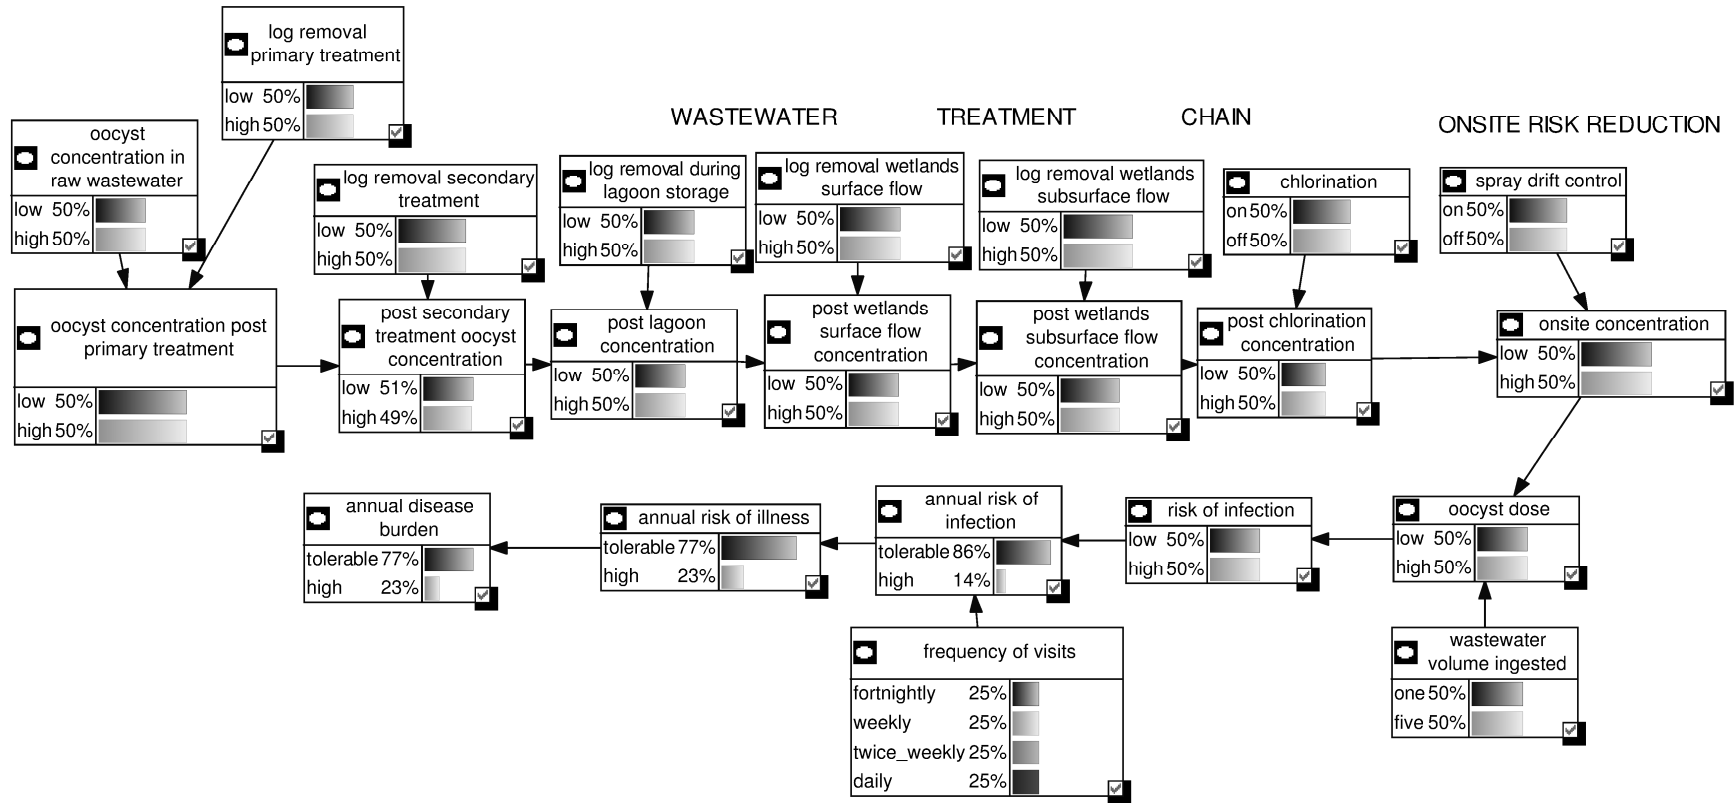 log removal
primary treatment
low 50%
high 50%
WASTEWATER TREATMENT CHAIN
ONSITE RISK REDUCTION
oocyst
concentration in
raw wastewater
low 50%
high 50%
log removal secondary
treatment
low 50%
high 50%
log removal during
lagoon storage
low 50%
high 50%
log removal wetlands
surface flow
low 50%
high 50%
log removal wetlands
subsurface flow
low 50%
high 50%
chlorination
on 50%
off 50%
spray drift control
on 50%
off 50%
oocyst concentration post
primary treatment
low 50%
high 50%
post secondary
treatment oocyst
concentration
low 51%
high 49%
post lagoon
concentration
low 50%
high 50%
post wetlands
surface flow
concentration
low 50%
high 50%
post wetlands
subsurface flow
concentration
low 50%
high 50%
post chlorination
concentration
low 50%
high 50%
onsite concentration
low 50%
high 50%
annual disease
burden
tolerable 77%
high 23%
annual risk of illness
tolerable 77%
high 23%
annual risk of
infection
tolerable 86%
high 14%
risk of infection
low 50%
high 50%
oocyst dose
low 50%
high 50%
frequency of visits
fortnightly 25%
weekly 25%
twice_weekly 25%
daily 25%
wastewater
volume ingested
one 50%
five 50%